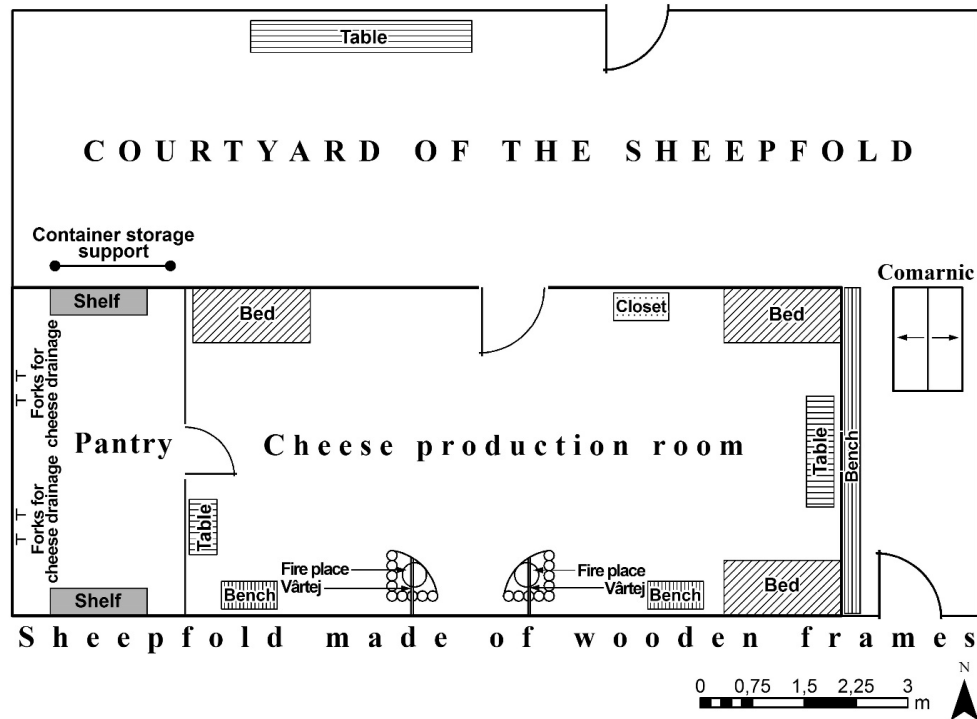 Table
COURTYARD OF THE SHEEPFOLD
Container storage
support
Comarnic
Shelf
Bed
Closet
Bed
Forks for
cheese drainage
Pantry
Cheese production room
Table
Bench
Forks for
cheese drainage
Table
Fire place
Vârtej
Fire place
Vârtej
Shelf
Bench
Bench
Bed
Sheepfold made of wooden frames
N
0 0,75 1,5 2,25 3
m